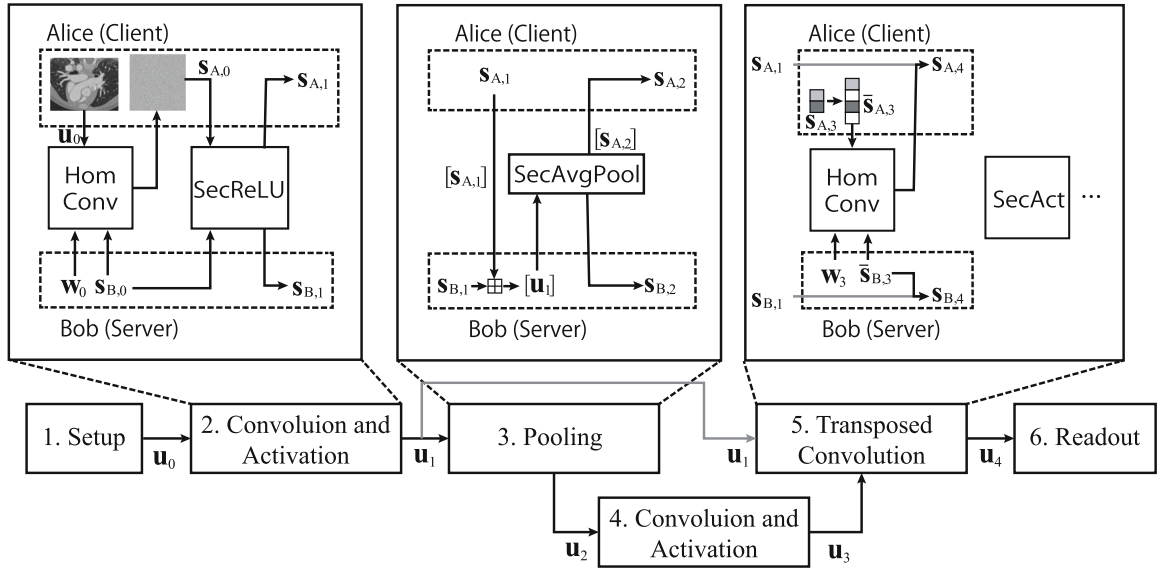 Alice (Client)
s_A,0
s_A,1
u_0
Hom
Conv
SecReLU
w_0 s_B,0
s_B,1
Bob (Server)
Alice (Client)
s_A,1
s_A,2
[s_A,2]
[s_A,1]
SecAvgPool
s_B,1
[u_1]
s_B,2
Bob (Server)
Alice (Client)
s_A,1
s_A,4
s̄_A,3
s_A,3
Hom
Conv
SecAct ...
w_3 s̄_B,3
s_B,1
s_B,4
Bob (Server)
1. Setup
u_0
2. Convoluion and
Activation
u_1
3. Pooling
u_2
4. Convoluion and
Activation
u_3
u_1
5. Transposed
Convolution
u_4
6. Readout